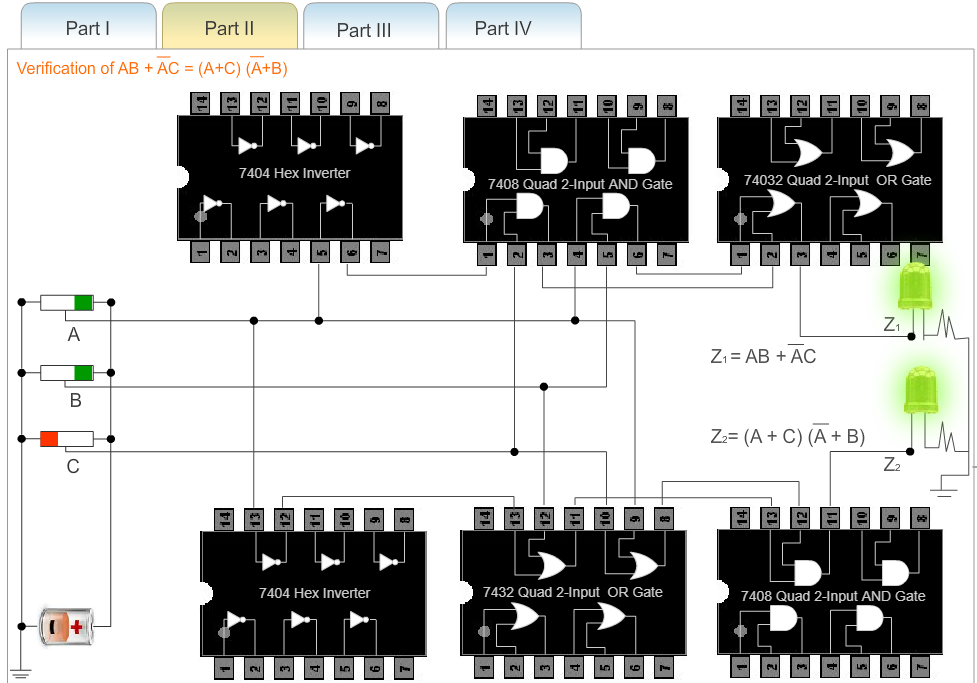 Part I
Part II
Part III
Part IV
Verification of AB + A̅C = (A+C) (A̅+B)
14 13 12 11 10 9 8
7404 Hex Inverter
1 2 3 4 5 6 7
14 13 12 11 10 9 8
7408 Quad 2-Input AND Gate
1 2 3 4 5 6 7
14 13 12 11 10 9 8
74032 Quad 2-Input OR Gate
1 2 3 4 5 6 7
A
B
C
Z₁
Z₁ = AB + A̅C
Z₂= (A + C) (A̅ + B)
Z₂
14 13 12 11 10 9 8
7404 Hex Inverter
1 2 3 4 5 6 7
14 13 12 11 10 9 8
7432 Quad 2-Input OR Gate
1 2 3 4 5 6 7
14 13 12 11 10 9 8
7408 Quad 2-Input AND Gate
1 2 3 4 5 6 7
- +